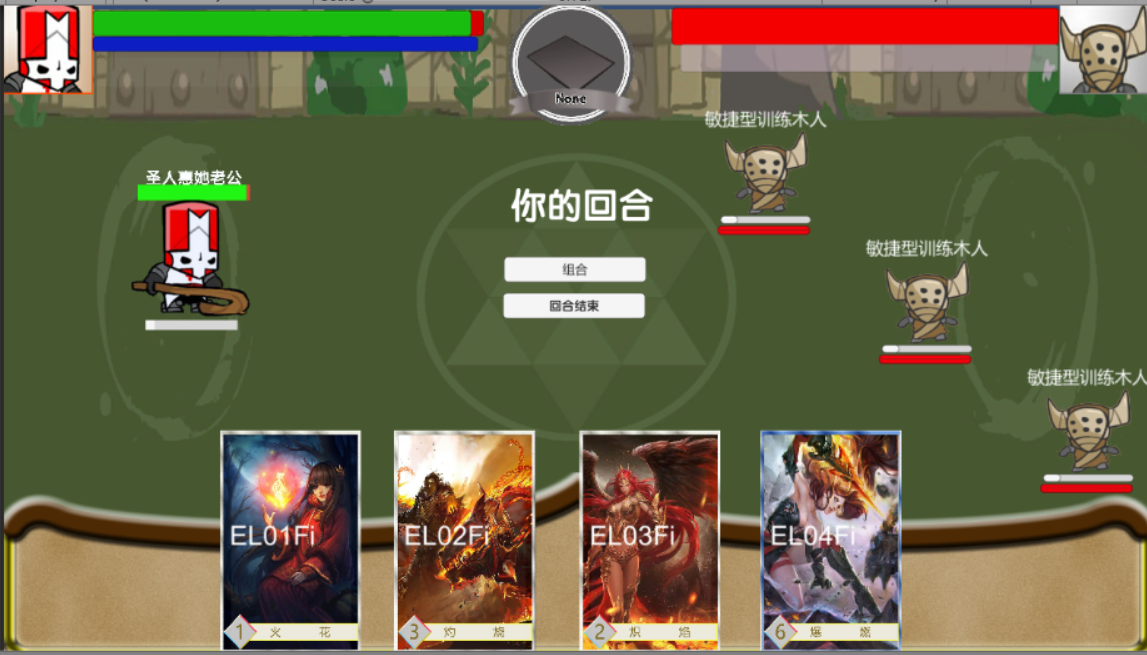 None
敏捷型训练木人
圣人惠她老公
你的回合
敏捷型训练木人
组合
回合结束
敏捷型训练木人
EL01Fi
EL02Fi
EL03Fi
EL04Fi
1 火 花
3 灼 烧
2 炽 焰
6 爆 燃